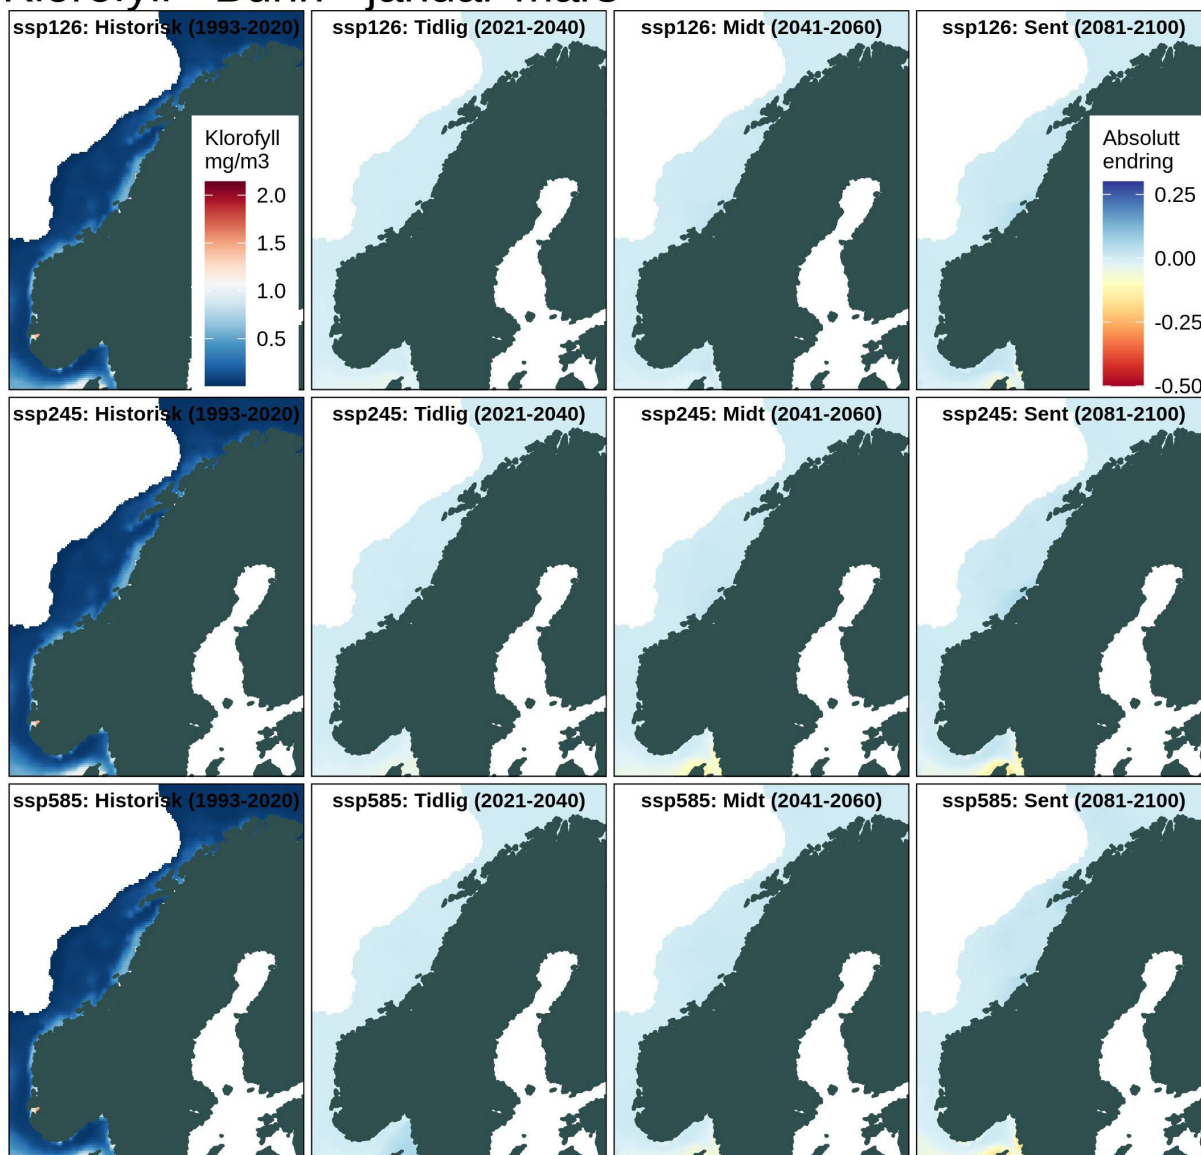 ssp126: Historisk (1993-2020)
ssp126: Tidlig (2021-2040)
ssp126: Midt (2041-2060)
ssp126: Sent (2081-2100)
Klorofyll
mg/m3
2.0
1.5
1.0
0.5
Absolutt
endring
0.25
0.00
-0.25
-0.50
ssp245: Historisk (1993-2020)
ssp245: Tidlig (2021-2040)
ssp245: Midt (2041-2060)
ssp245: Sent (2081-2100)
ssp585: Historisk (1993-2020)
ssp585: Tidlig (2021-2040)
ssp585: Midt (2041-2060)
ssp585: Sent (2081-2100)